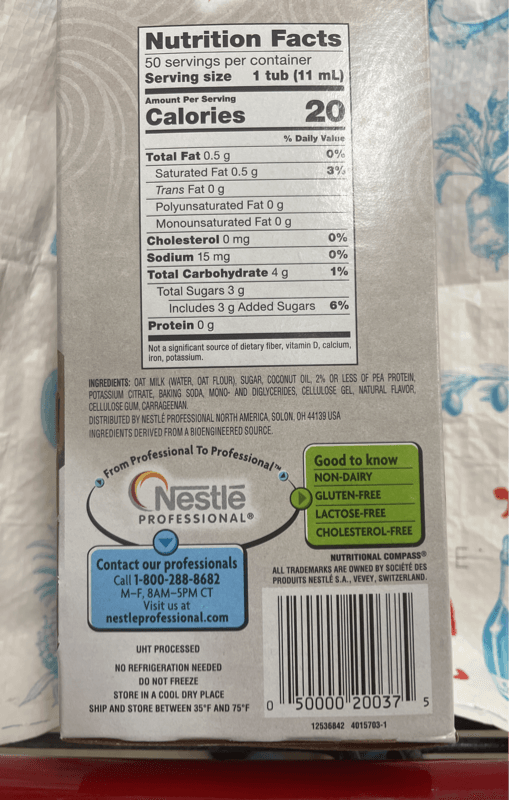 Nutrition Facts
50 servings per container
Serving size 1 tub (11 mL)
Amount Per Serving
Calories 20
% Daily Value
Total Fat 0.5 g 0%
Saturated Fat 0.5 g 3%
Trans Fat 0 g
Polyunsaturated Fat 0 g
Monounsaturated Fat 0 g
Cholesterol 0 mg 0%
Sodium 15 mg 0%
Total Carbohydrate 4 g 1%
Total Sugars 3 g
Includes 3 g Added Sugars 6%
Protein 0 g
Not a significant source of dietary fiber, vitamin D, calcium,
iron, potassium.
INGREDIENTS: OAT MILK (WATER, OAT FLOUR), SUGAR, COCONUT OIL, 2% OR LESS OF PEA PROTEIN,
POTASSIUM CITRATE, BAKING SODA, MONO- AND DIGLYCERIDES, CELLULOSE GEL, NATURAL FLAVOR,
CELLULOSE GUM, CARRAGEENAN.
DISTRIBUTED BY NESTLÉ PROFESSIONAL NORTH AMERICA, SOLON, OH 44139 USA
INGREDIENTS DERIVED FROM A BIOENGINEERED SOURCE.
From Professional To Professional™
Nestlé
PROFESSIONAL®
Good to know
NON-DAIRY
GLUTEN-FREE
LACTOSE-FREE
CHOLESTEROL-FREE
Contact our professionals
Call 1-800-288-8682
M–F, 8AM–5PM CT
Visit us at
nestleprofessional.com
NUTRITIONAL COMPASS®
ALL TRADEMARKS ARE OWNED BY SOCIÉTÉ DES
PRODUITS NESTLÉ S.A., VEVEY, SWITZERLAND.
UHT PROCESSED
NO REFRIGERATION NEEDED
DO NOT FREEZE
STORE IN A COOL DRY PLACE
SHIP AND STORE BETWEEN 35°F AND 75°F
0 50000 20037 5
12536842 4015703-1